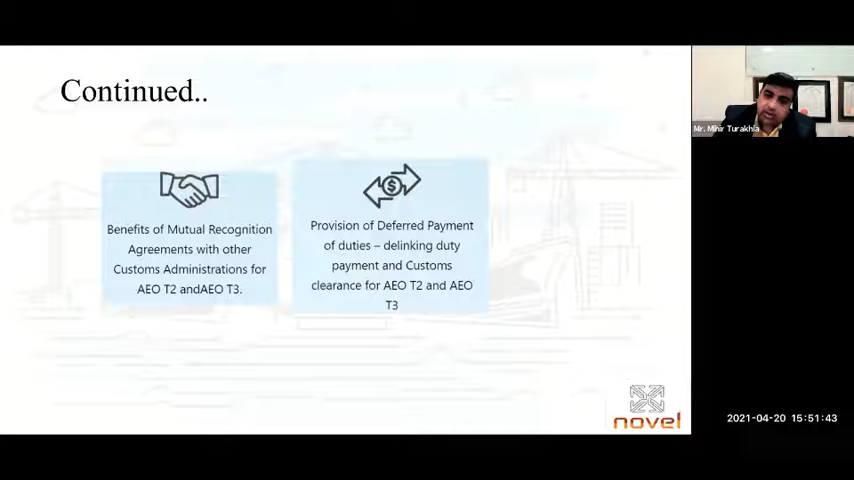 Continued..
Benefits of Mutual Recognition
Agreements with other
Customs Administrations for
AEO T2 andAEO T3.
Provision of Deferred Payment
of duties – delinking duty
payment and Customs
clearance for AEO T2 and AEO
T3
Mr. Mihir Turakhia
novel
2021-04-20 15:51:43